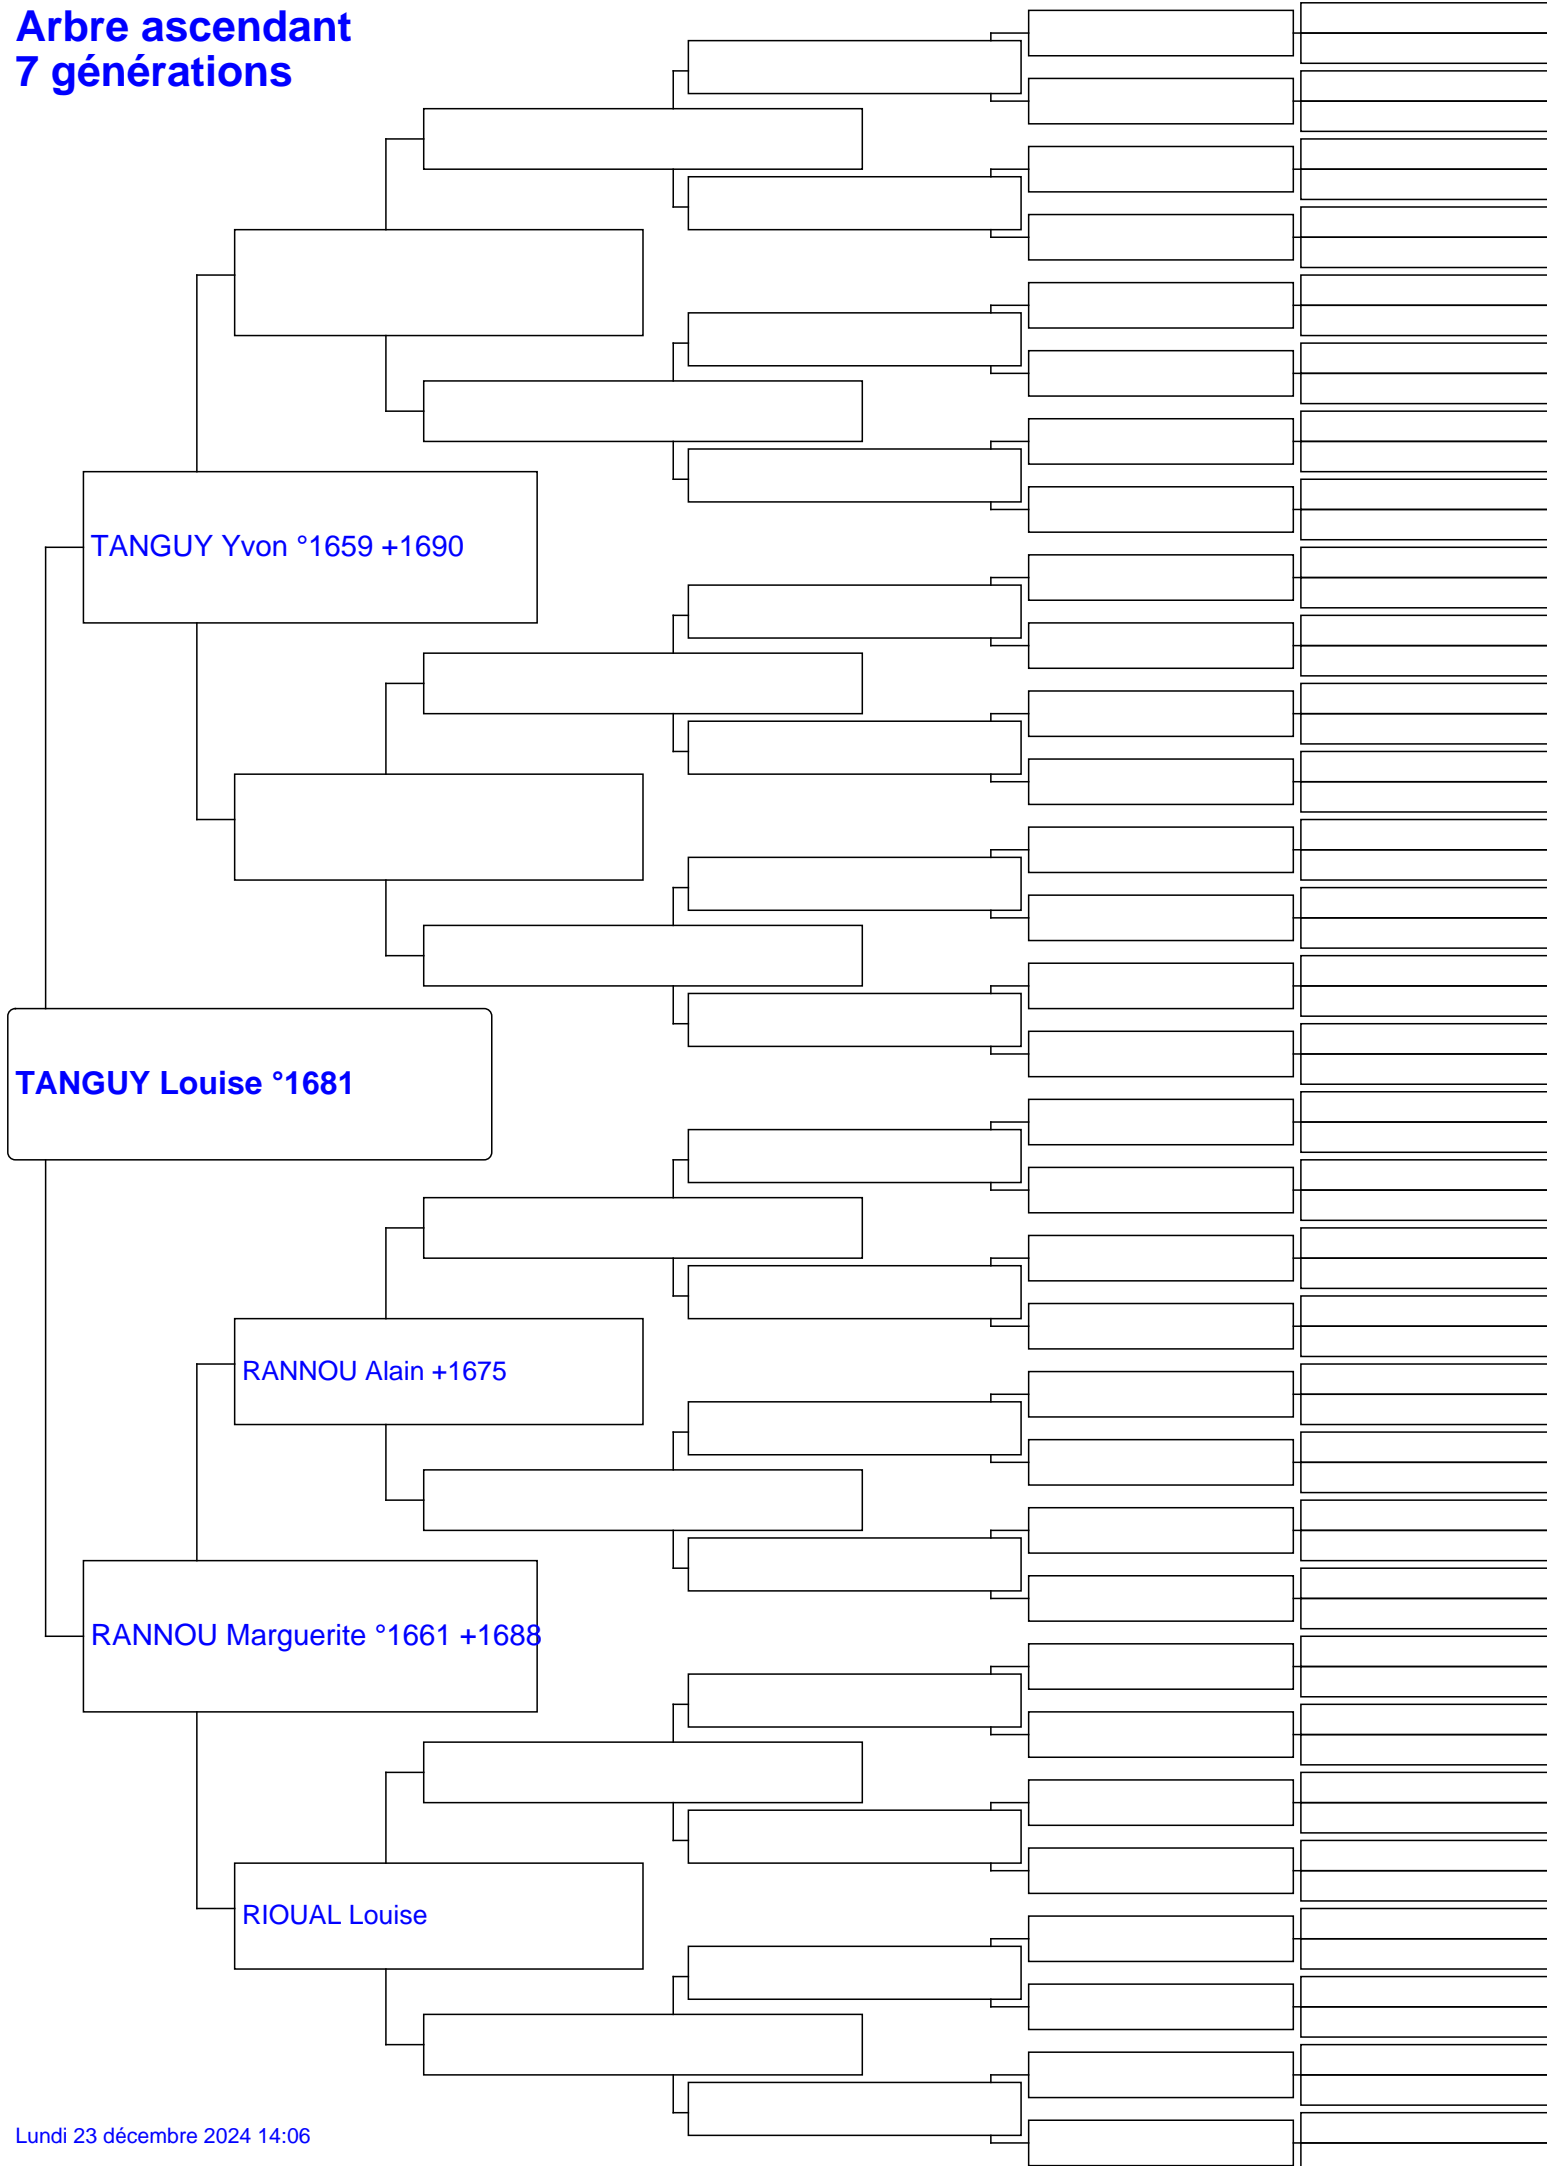 Arbre ascendant
7 générations
TANGUY Yvon °1659 +1690
TANGUY Louise °1681
RANNOU Alain +1675
RANNOU Marguerite °1661 +1688
RIOUAL Louise
Lundi 23 décembre 2024 14:06